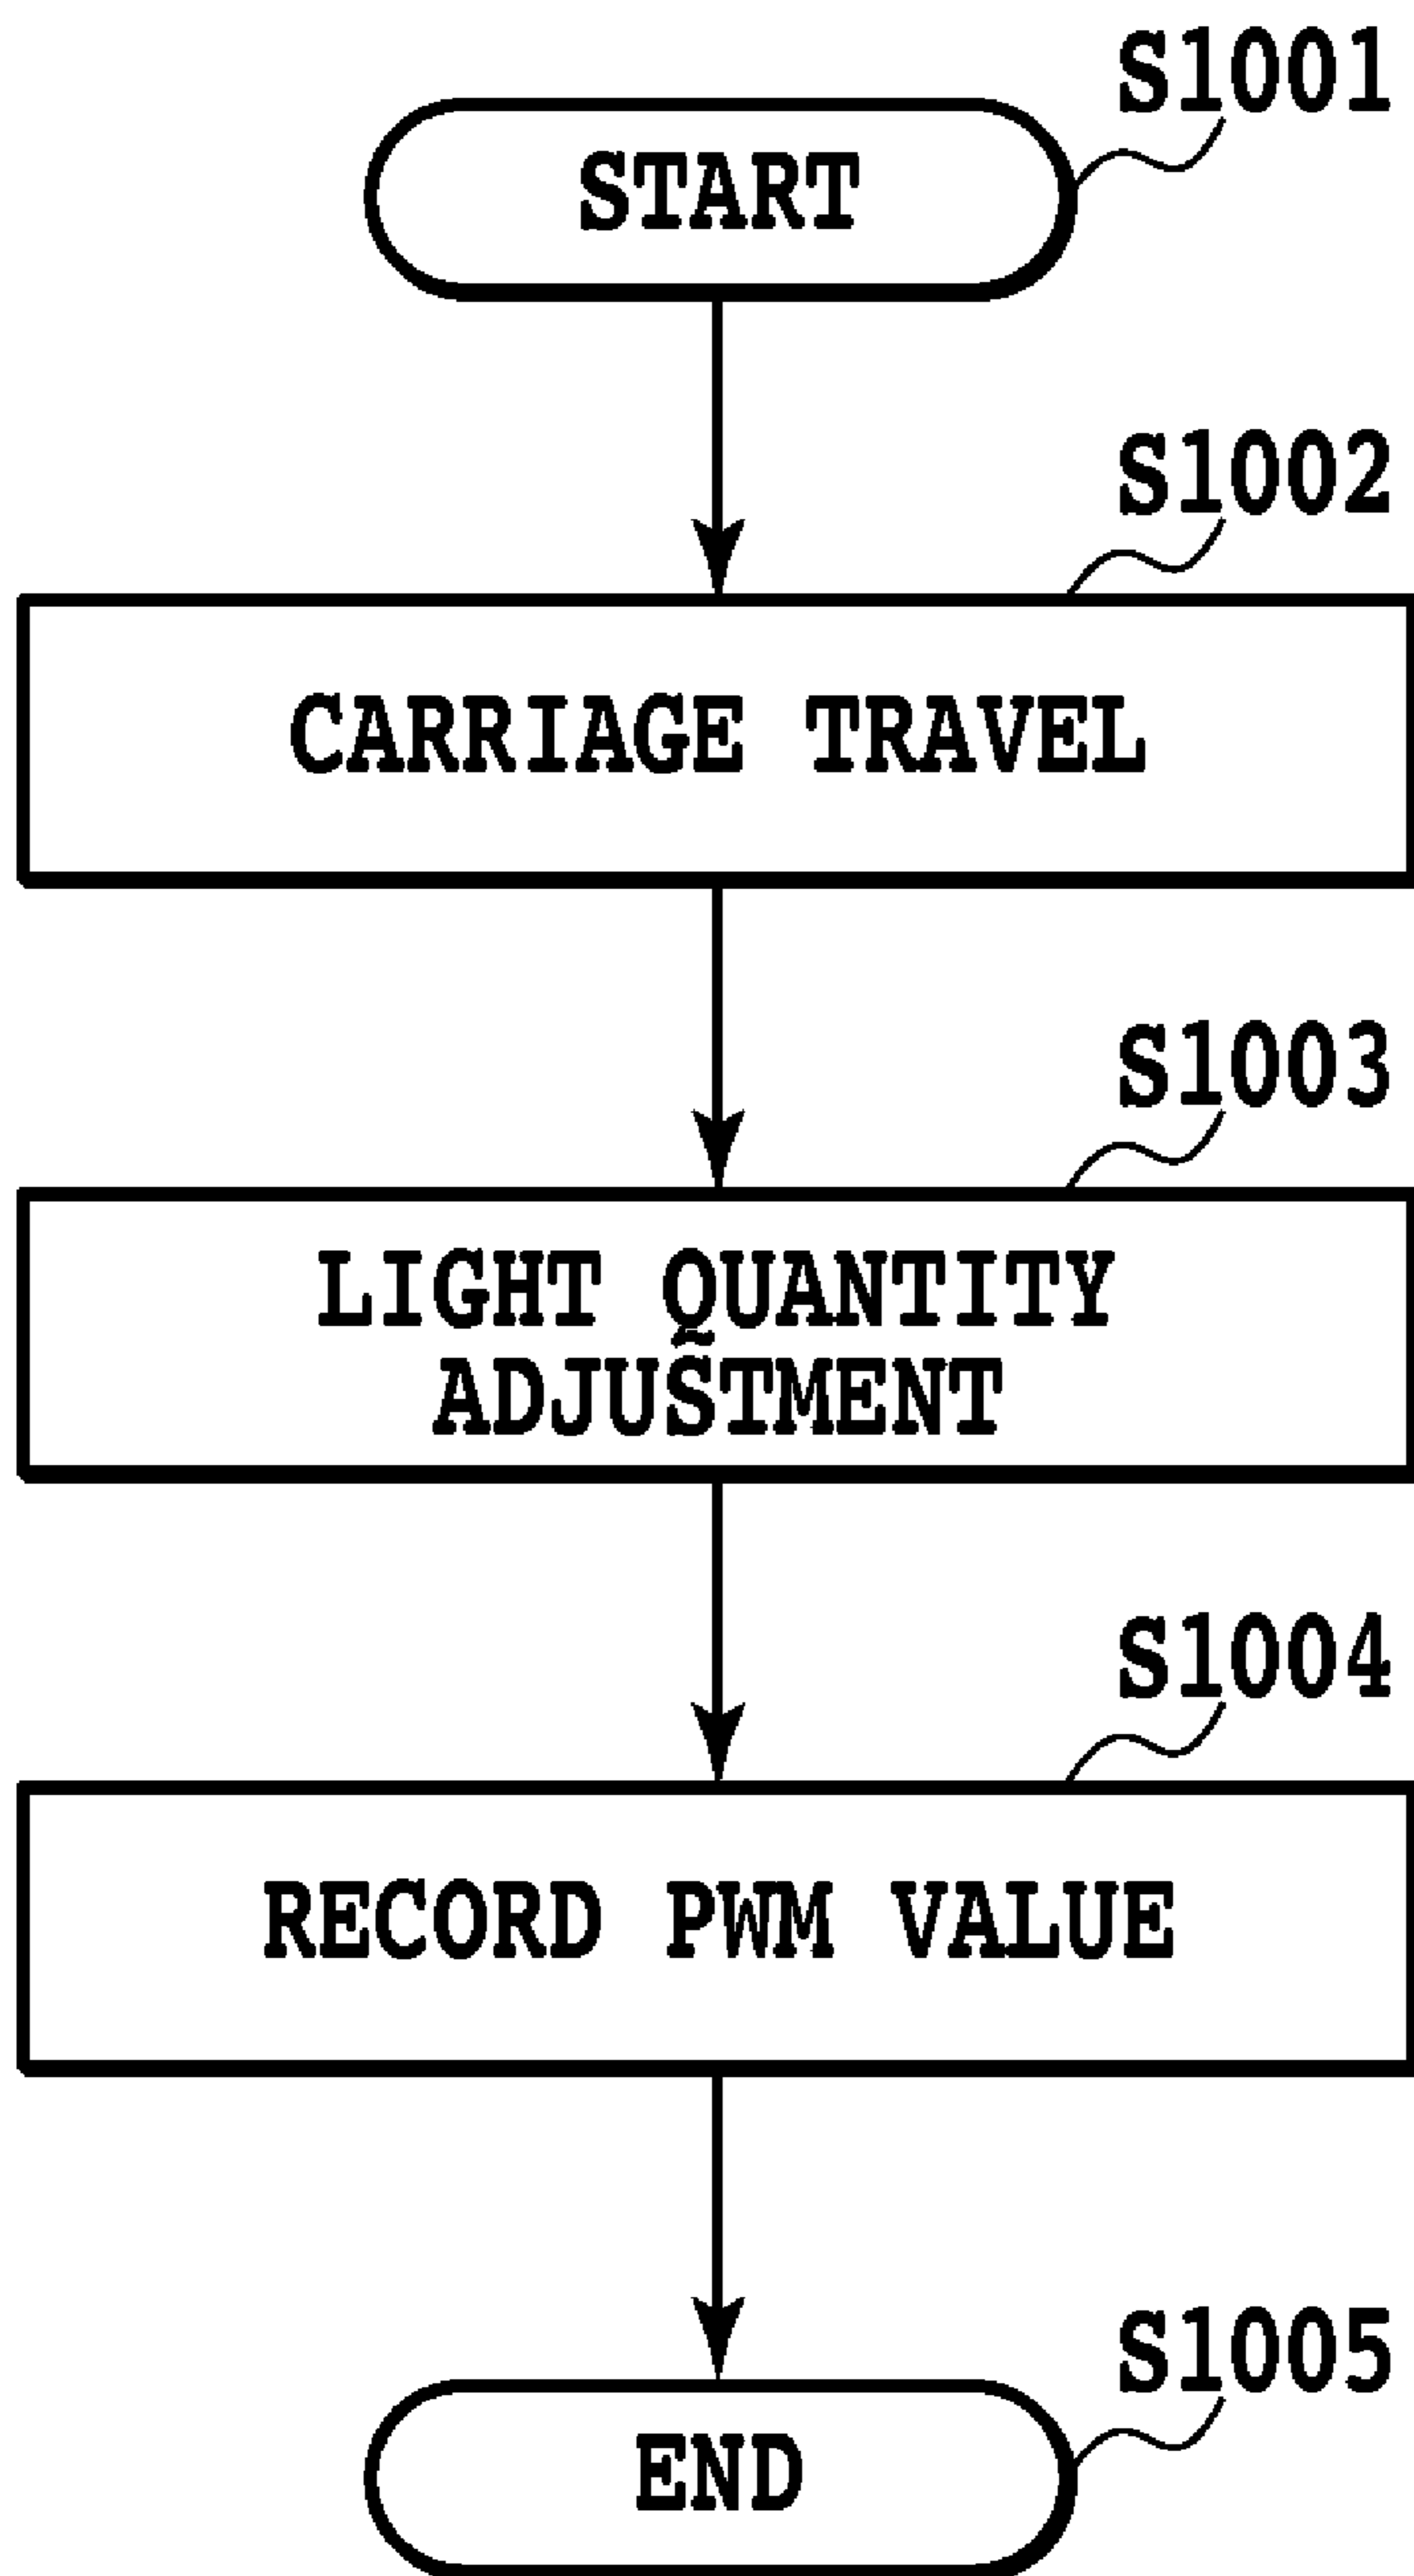 S1001
START
S1002
CARRIAGE TRAVEL
S1003
LIGHT QUANTITY
ADJUSTMENT
S1004
RECORD PWM VALUE
S1005
END